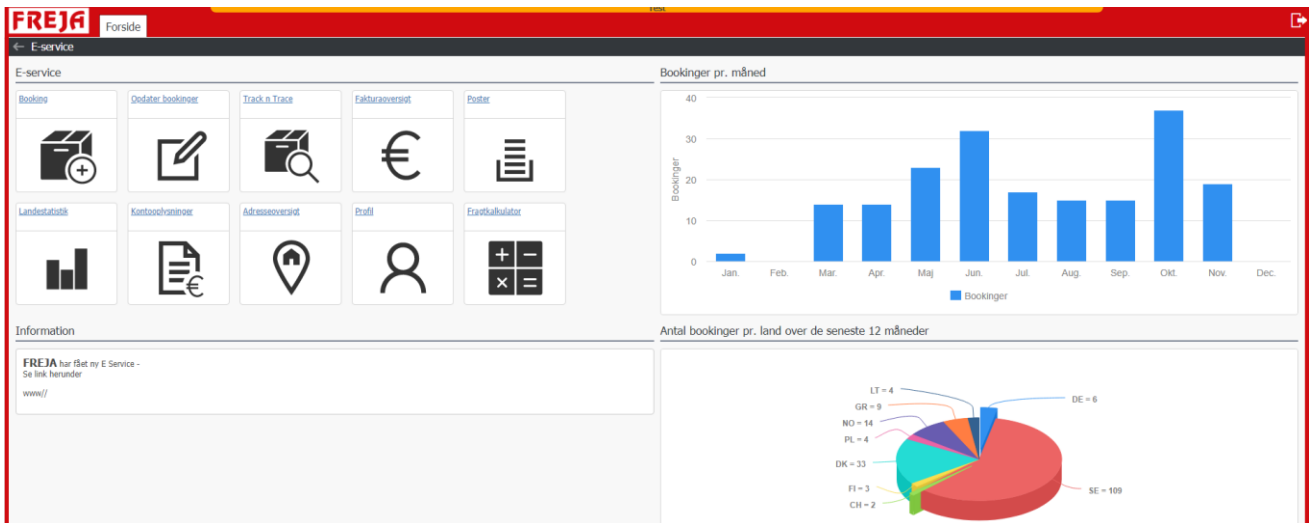 Test
FREJA
Forside
E-service
E-service
Booking
Opdater bookinger
Track n Trace
Fakturaoversigt
Poster
Landestatistik
Kontooplysninger
Adresseoversigt
Profil
Fragtkalkulator
Information
FREJA har fået ny E Service -
Se link herunder
www//
Bookinger pr. måned
40
30
20
10
0
Bookinger
Jan. Feb. Mar. Apr. Maj Jun. Jul. Aug. Sep. Okt. Nov. Dec.
Bookinger
Antal bookinger pr. land over de seneste 12 måneder
LT = 4
DE = 6
GR = 9
NO = 14
PL = 4
DK = 33
FI = 3
CH = 2
SE = 109